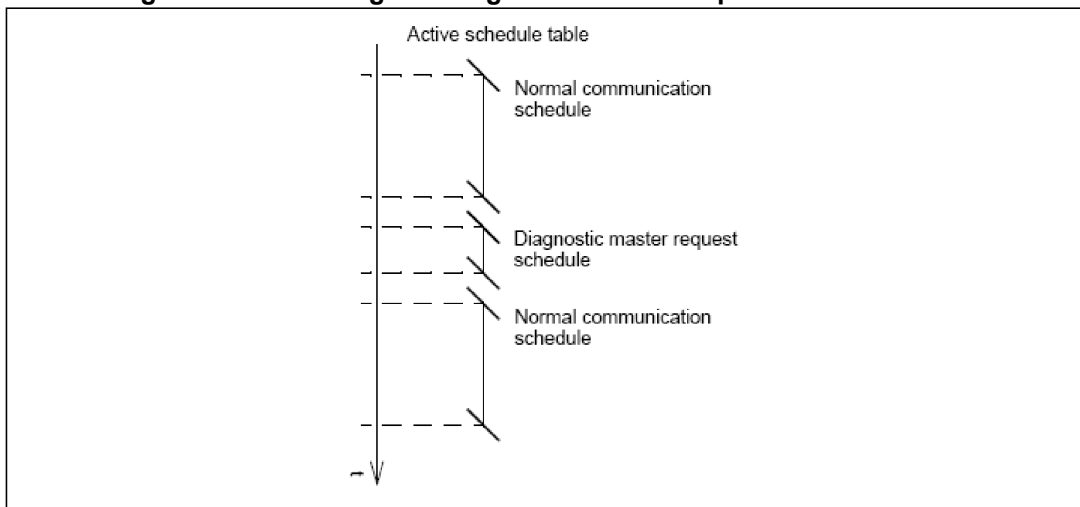 Active schedule table
Normal communication
schedule
Diagnostic master request
schedule
Normal communication
schedule
t